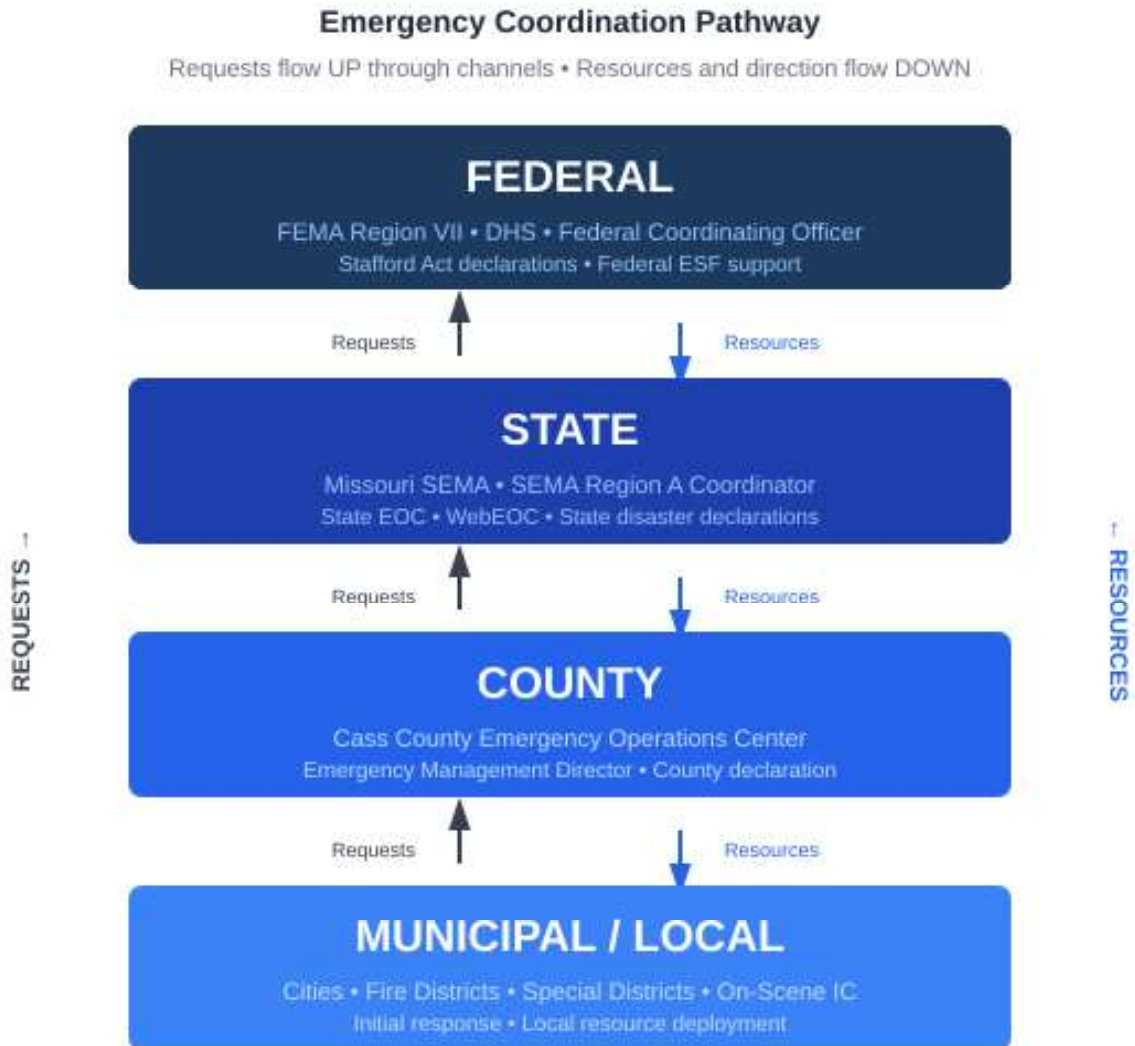 Emergency Coordination Pathway
Requests flow UP through channels • Resources and direction flow DOWN
FEDERAL
FEMA Region VII • DHS • Federal Coordinating Officer
Stafford Act declarations • Federal ESF support
Requests
Resources
STATE
Missouri SEMA • SEMA Region A Coordinator
State EOC • WebEOC • State disaster declarations
REQUESTS →
← RESOURCES
Requests
Resources
COUNTY
Cass County Emergency Operations Center
Emergency Management Director • County declaration
Requests
Resources
MUNICIPAL / LOCAL
Cities • Fire Districts • Special Districts • On-Scene IC
Initial response • Local resource deployment